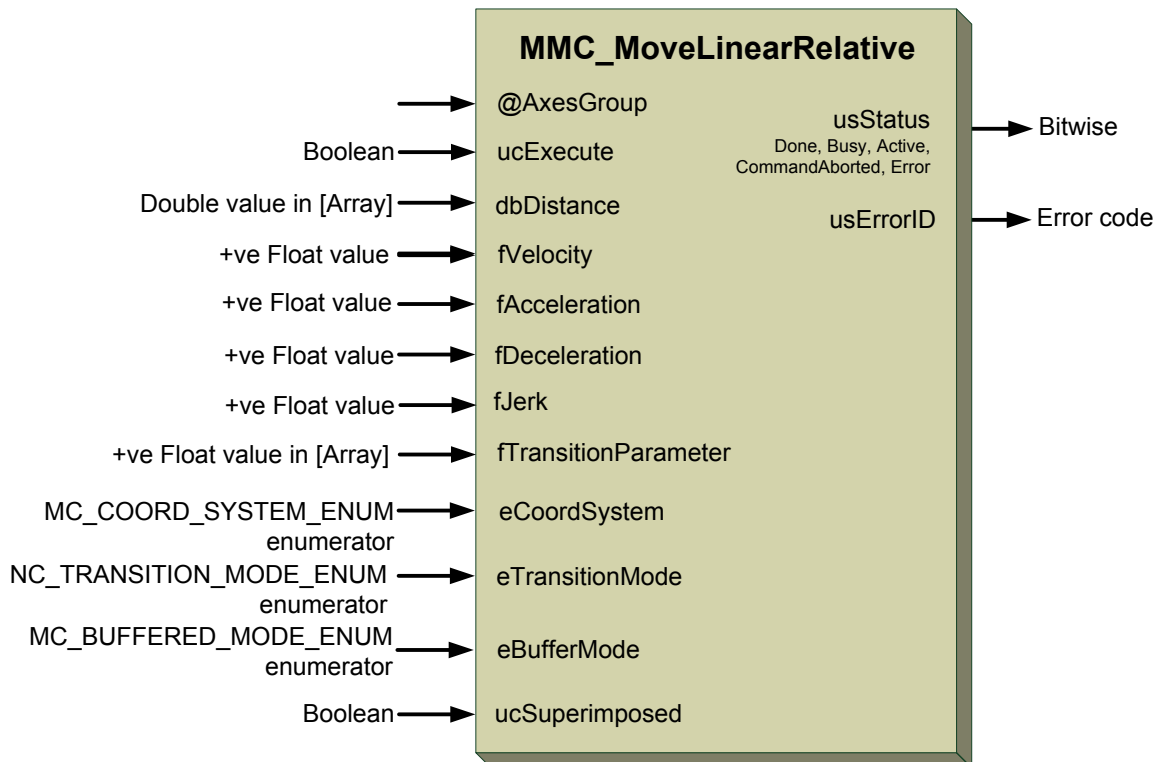 MMC_MoveLinearRelative
@AxesGroup
Boolean
ucExecute
Double value in [Array]
dbDistance
+ve Float value
fVelocity
+ve Float value
fAcceleration
+ve Float value
fDeceleration
+ve Float value
fJerk
+ve Float value in [Array]
fTransitionParameter
MC_COORD_SYSTEM_ENUM
enumerator
eCoordSystem
NC_TRANSITION_MODE_ENUM
enumerator
eTransitionMode
MC_BUFFERED_MODE_ENUM
enumerator
eBufferMode
Boolean
ucSuperimposed
usStatus
Done, Busy, Active,
CommandAborted, Error
Bitwise
usErrorID
Error code